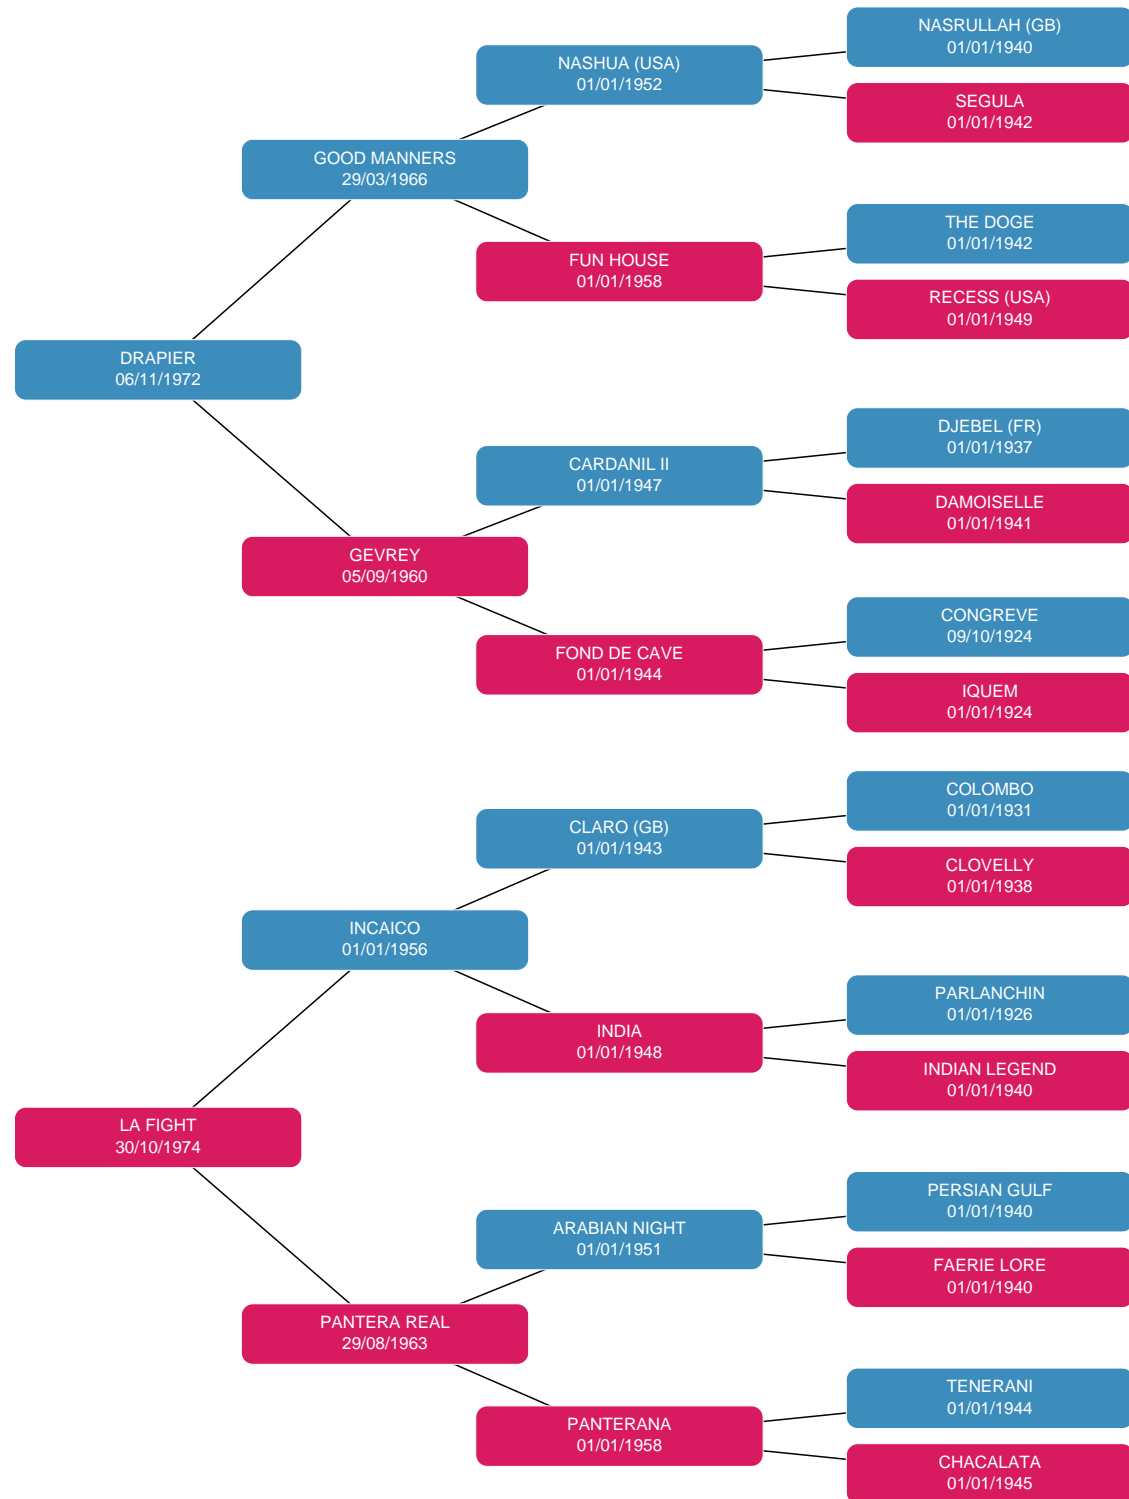 NASRULLAH (GB)
01/01/1940
NASHUA (USA)
01/01/1952
SEGULA
01/01/1942
GOOD MANNERS
29/03/1966
THE DOGE
01/01/1942
FUN HOUSE
01/01/1958
RECESS (USA)
01/01/1949
DRAPIER
06/11/1972
DJEBEL (FR)
01/01/1937
CARDANIL II
01/01/1947
DAMOISELLE
01/01/1941
GEVREY
05/09/1960
CONGREVE
09/10/1924
FOND DE CAVE
01/01/1944
IQUEM
01/01/1924
COLOMBO
01/01/1931
CLARO (GB)
01/01/1943
CLOVELLY
01/01/1938
INCAICO
01/01/1956
PARLANCHIN
01/01/1926
INDIA
01/01/1948
INDIAN LEGEND
01/01/1940
LA FIGHT
30/10/1974
PERSIAN GULF
01/01/1940
ARABIAN NIGHT
01/01/1951
FAERIE LORE
01/01/1940
PANTERA REAL
29/08/1963
TENERANI
01/01/1944
PANTERANA
01/01/1958
CHACALATA
01/01/1945